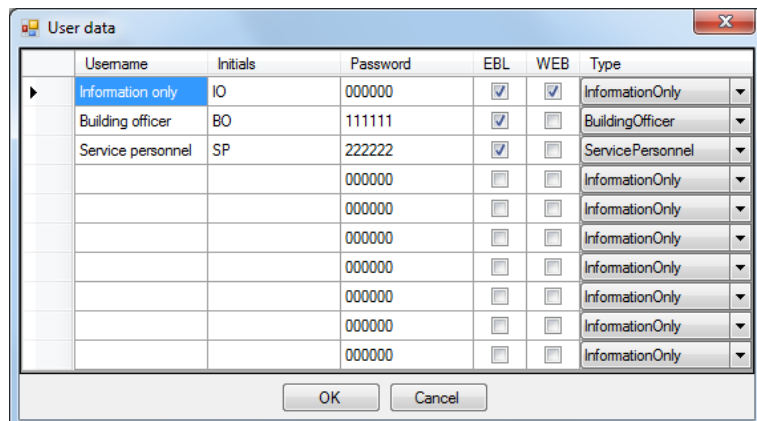 User data
Username Initials Password EBL WEB Type
Information only IO 000000 InformationOnly
Building officer BO 111111 BuildingOfficer
Service personnel SP 222222 ServicePersonnel
000000 InformationOnly
000000 InformationOnly
000000 InformationOnly
000000 InformationOnly
000000 InformationOnly
000000 InformationOnly
000000 InformationOnly
OK Cancel